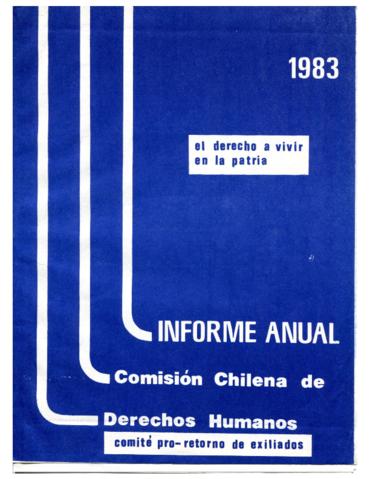 1983
el derecho a vivir
en la patria
INFORME ANUAL
Comisión Chilena de
Derechos Humanos
comité pro-retorno de exiliados